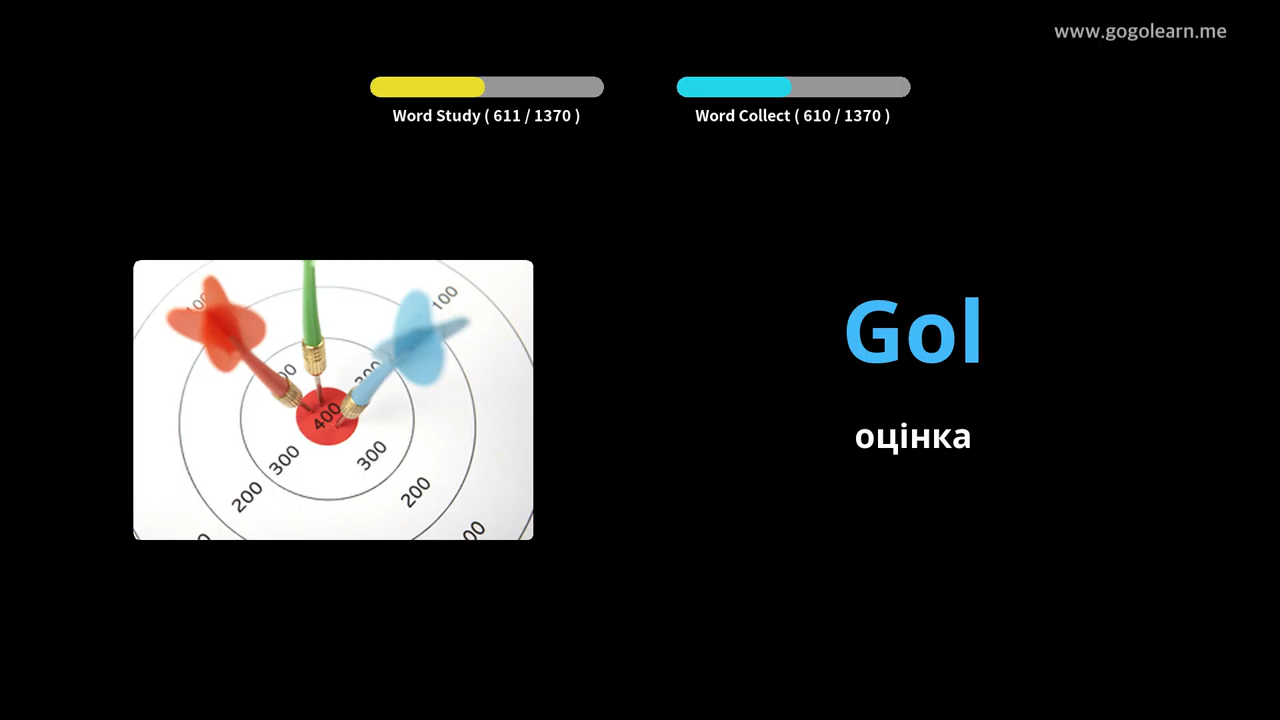 www.gogolearn.me
Word Study ( 611 / 1370 )
Word Collect ( 610 / 1370 )
100
100
200
400
300
300
200
200
Gol
оцінка